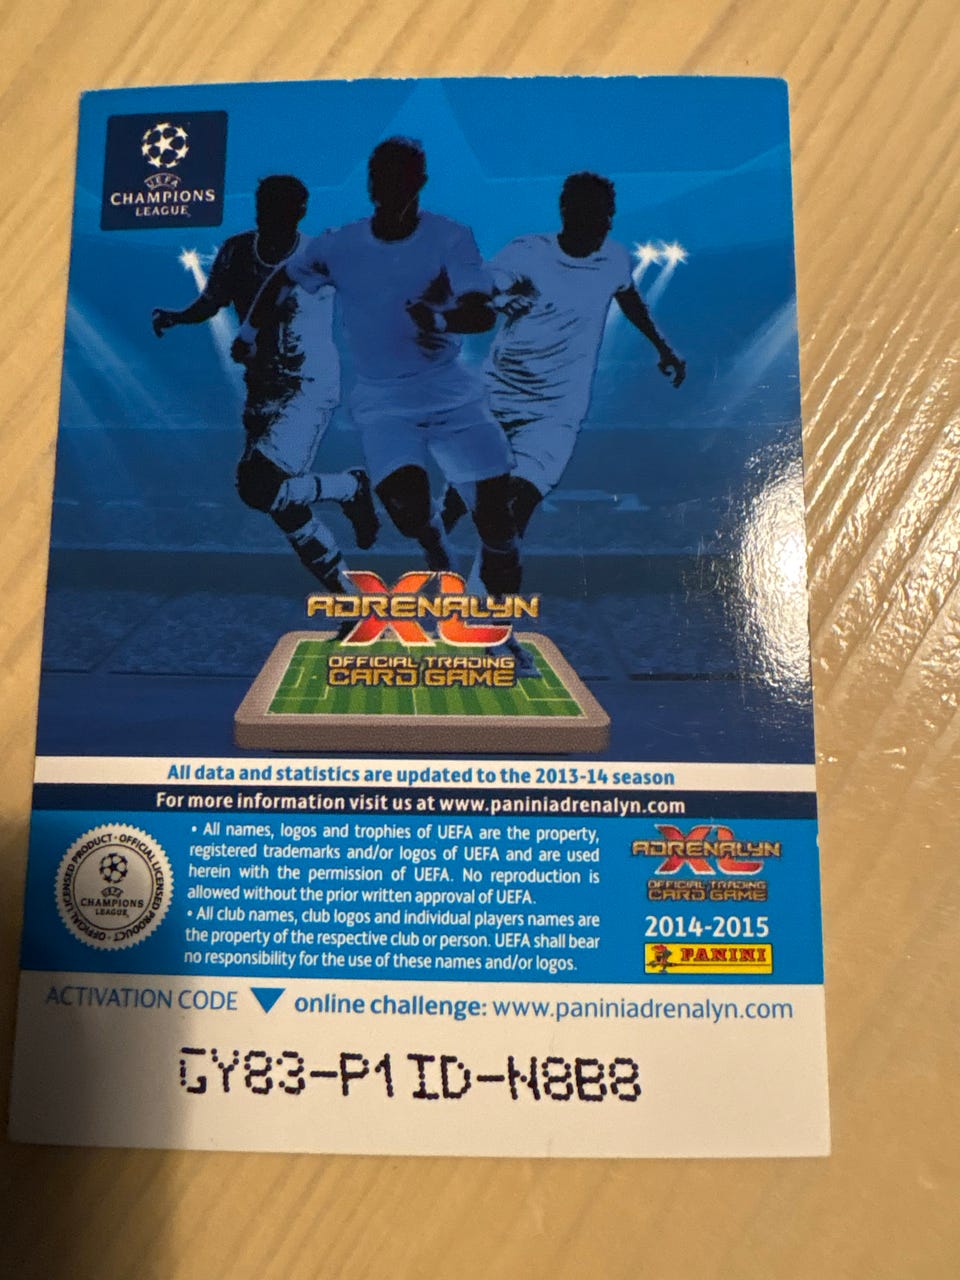 UEFA
CHAMPIONS
LEAGUE
ADRENALYN
XL
OFFICIAL TRADING
CARD GAME
All data and statistics are updated to the 2013-14 season
For more information visit us at www.paniniadrenalyn.com
• All names, logos and trophies of UEFA are the property,
registered trademarks and/or logos of UEFA and are used
herein with the permission of UEFA. No reproduction is
allowed without the prior written approval of UEFA.
• All club names, club logos and individual players names are
the property of the respective club or person. UEFA shall bear
no responsibility for the use of these names and/or logos.
OFFICIAL LICENSED PRODUCT • OFFICIAL LICENSED PRODUCT •
UEFA
CHAMPIONS
LEAGUE
ADRENALYN
XL
OFFICIAL TRADING
CARD GAME
2014-2015
PANINI
ACTIVATION CODE online challenge: www.paniniadrenalyn.com
GY83-P1ID-N8B8